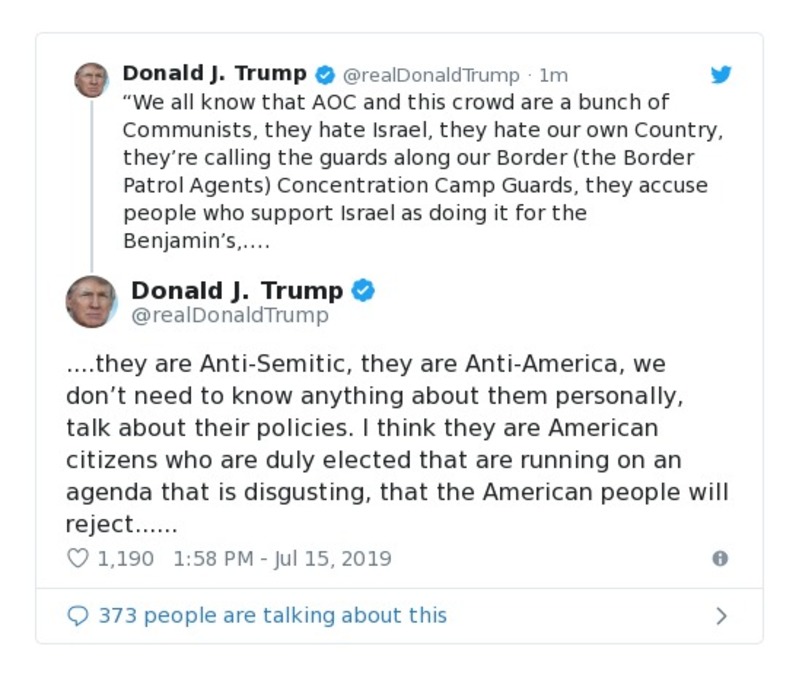 Donald J. Trump @realDonaldTrump · 1m
“We all know that AOC and this crowd are a bunch of
Communists, they hate Israel, they hate our own Country,
they’re calling the guards along our Border (the Border
Patrol Agents) Concentration Camp Guards, they accuse
people who support Israel as doing it for the
Benjamin’s,....
Donald J. Trump
@realDonaldTrump
....they are Anti-Semitic, they are Anti-America, we
don’t need to know anything about them personally,
talk about their policies. I think they are American
citizens who are duly elected that are running on an
agenda that is disgusting, that the American people will
reject......
1,190 1:58 PM - Jul 15, 2019
373 people are talking about this